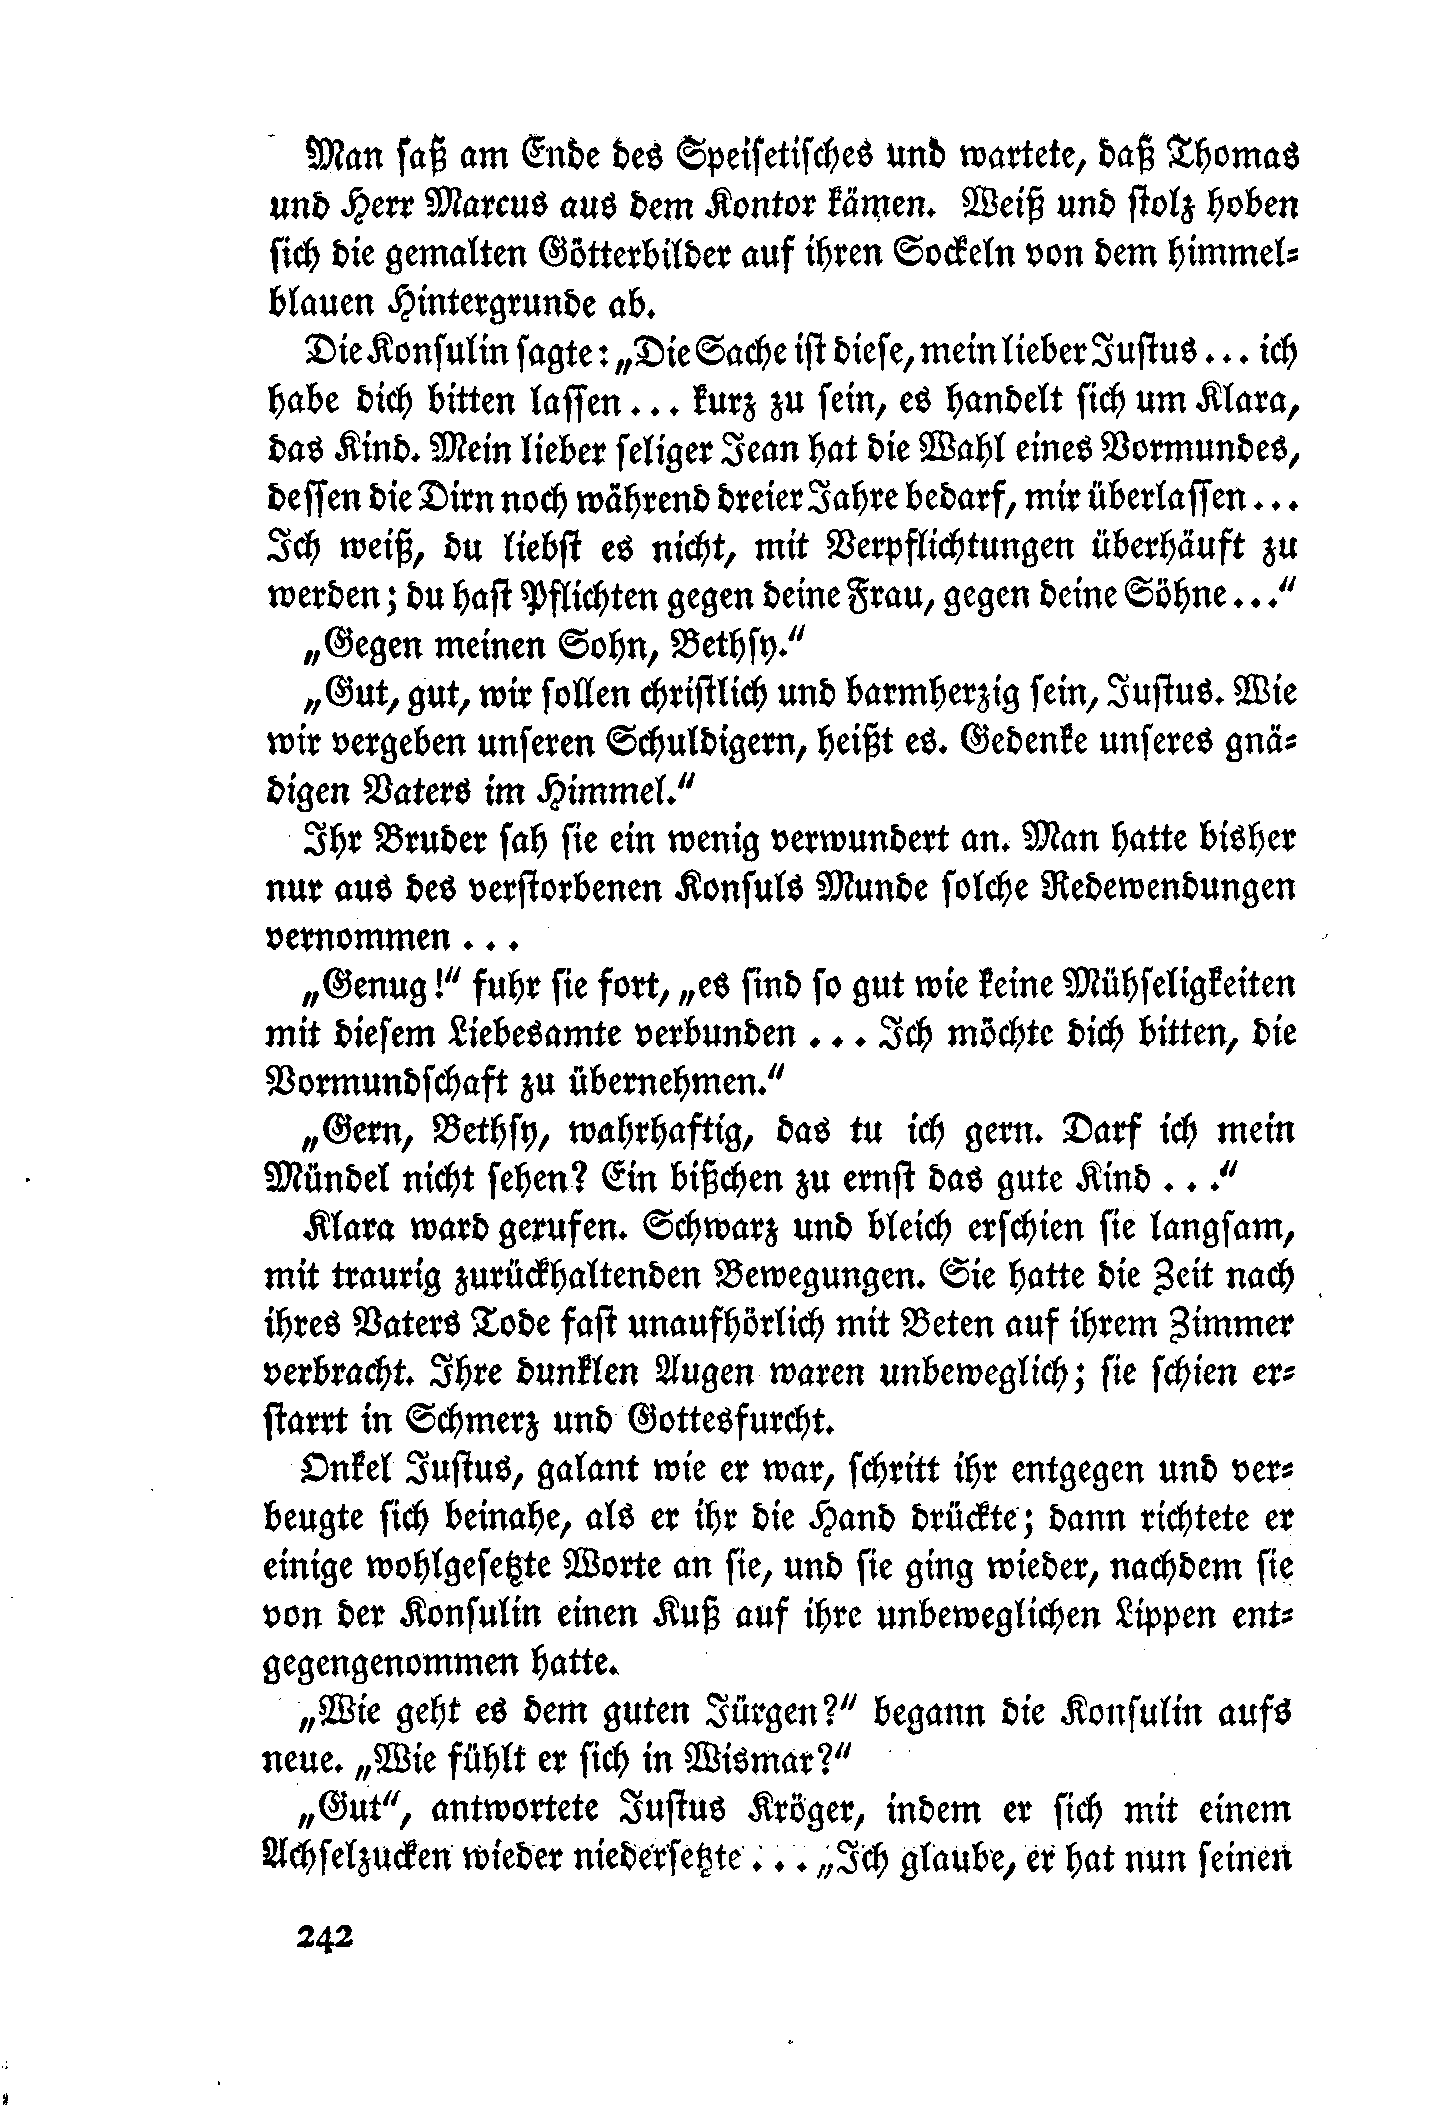 Man saß am Ende des Speisetisches und wartete, daß Thomas
und Herr Marcus aus dem Kontor kämen. Weiß und stolz hoben
sich die gemalten Götterbilder auf ihren Sockeln von dem himmel-
blauen Hintergrunde ab.
Die Konsulin sagte: „Die Sache ist diese, mein lieber Justus... ich
habe dich bitten lassen... kurz zu sein, es handelt sich um Klara,
das Kind. Mein lieber seliger Jean hat die Wahl eines Vormundes,
dessen die Dirn noch während dreier Jahre bedarf, mir überlassen...
Ich weiß, du liebst es nicht, mit Verpflichtungen überhäuft zu
werden; du hast Pflichten gegen deine Frau, gegen deine Söhne...“
„Gegen meinen Sohn, Bethsy.“
„Gut, gut, wir sollen christlich und barmherzig sein, Justus. Wie
wir vergeben unseren Schuldigern, heißt es. Gedenke unseres gnä-
digen Vaters im Himmel.“
Ihr Bruder sah sie ein wenig verwundert an. Man hatte bisher
nur aus des verstorbenen Konsuls Munde solche Redewendungen
vernommen . . .
„Genug!“ fuhr sie fort, „es sind so gut wie keine Mühseligkeiten
mit diesem Liebesamte verbunden . . . Ich möchte dich bitten, die
Vormundschaft zu übernehmen.“
„Gern, Bethsy, wahrhaftig, das tu ich gern. Darf ich mein
Mündel nicht sehen? Ein bißchen zu ernst das gute Kind . . .“
Klara ward gerufen. Schwarz und bleich erschien sie langsam,
mit traurig zurückhaltenden Bewegungen. Sie hatte die Zeit nach
ihres Vaters Tode fast unaufhörlich mit Beten auf ihrem Zimmer
verbracht. Ihre dunklen Augen waren unbeweglich; sie schien er-
starrt in Schmerz und Gottesfurcht.
Onkel Justus, galant wie er war, schritt ihr entgegen und ver-
beugte sich beinahe, als er ihr die Hand drückte; dann richtete er
einige wohlgesetzte Worte an sie, und sie ging wieder, nachdem sie
von der Konsulin einen Kuß auf ihre unbeweglichen Lippen ent-
gegengenommen hatte.
„Wie geht es dem guten Jürgen?“ begann die Konsulin aufs
neue. „Wie fühlt er sich in Wismar?“
„Gut“, antwortete Justus Kröger, indem er sich mit einem
Achselzucken wieder niedersetzte . . . „Ich glaube, er hat nun seinen
242